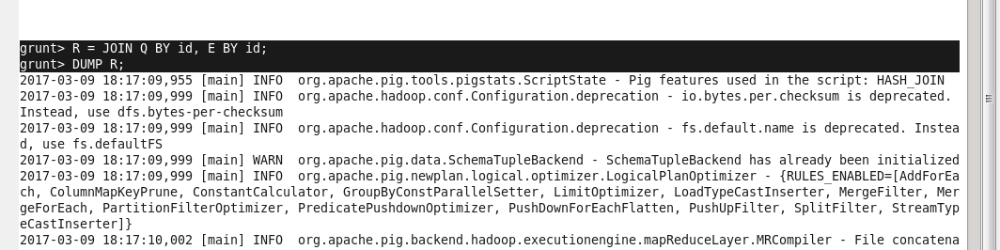 grunt> R = JOIN Q BY id, E BY id;
grunt> DUMP R;
2017-03-09 18:17:09,955 [main] INFO  org.apache.pig.tools.pigstats.ScriptState - Pig features used in the script: HASH_JOIN
2017-03-09 18:17:09,999 [main] INFO  org.apache.hadoop.conf.Configuration.deprecation - io.bytes.per.checksum is deprecated.
Instead, use dfs.bytes-per-checksum
2017-03-09 18:17:09,999 [main] INFO  org.apache.hadoop.conf.Configuration.deprecation - fs.default.name is deprecated. Instea
d, use fs.defaultFS
2017-03-09 18:17:09,999 [main] WARN  org.apache.pig.data.SchemaTupleBackend - SchemaTupleBackend has already been initialized
2017-03-09 18:17:09,999 [main] INFO  org.apache.pig.newplan.logical.optimizer.LogicalPlanOptimizer - {RULES_ENABLED=[AddForEa
ch, ColumnMapKeyPrune, ConstantCalculator, GroupByConstParallelSetter, LimitOptimizer, LoadTypeCastInserter, MergeFilter, Mer
geForEach, PartitionFilterOptimizer, PredicatePushdownOptimizer, PushDownForEachFlatten, PushUpFilter, SplitFilter, StreamTyp
eCastInserter]}
2017-03-09 18:17:10,002 [main] INFO  org.apache.pig.backend.hadoop.executionengine.mapReduceLayer.MRCompiler - File concatena